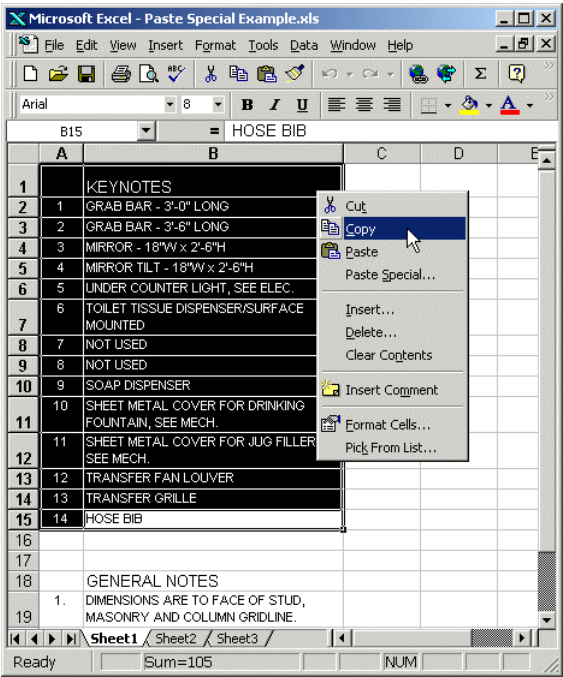 Microsoft Excel - Paste Special Example.xls
File Edit View Insert Format Tools Data Window Help
ABC Σ ? »
Arial 8 B I U A »
B15 = HOSE BIB
A B C D E
1 KEYNOTES
2 1 GRAB BAR - 3'-0" LONG
3 2 GRAB BAR - 3'-6" LONG
4 3 MIRROR - 18"W x 2'-6"H
5 4 MIRROR TILT - 18"W x 2'-6"H
6 5 UNDER COUNTER LIGHT, SEE ELEC.
7 6 TOILET TISSUE DISPENSER/SURFACE
MOUNTED
8 7 NOT USED
9 8 NOT USED
10 9 SOAP DISPENSER
11 10 SHEET METAL COVER FOR DRINKING
FOUNTAIN, SEE MECH.
12 11 SHEET METAL COVER FOR JUG FILLER
SEE MECH.
13 12 TRANSFER FAN LOUVER
14 13 TRANSFER GRILLE
15 14 HOSE BIB
16
17
18 GENERAL NOTES
19 1. DIMENSIONS ARE TO FACE OF STUD,
MASONRY AND COLUMN GRIDLINE.
Cut
Copy
Paste
Paste Special...
Insert...
Delete...
Clear Contents
Insert Comment
Format Cells...
Pick From List...
Sheet1 Sheet2 Sheet3
Ready Sum=105 NUM